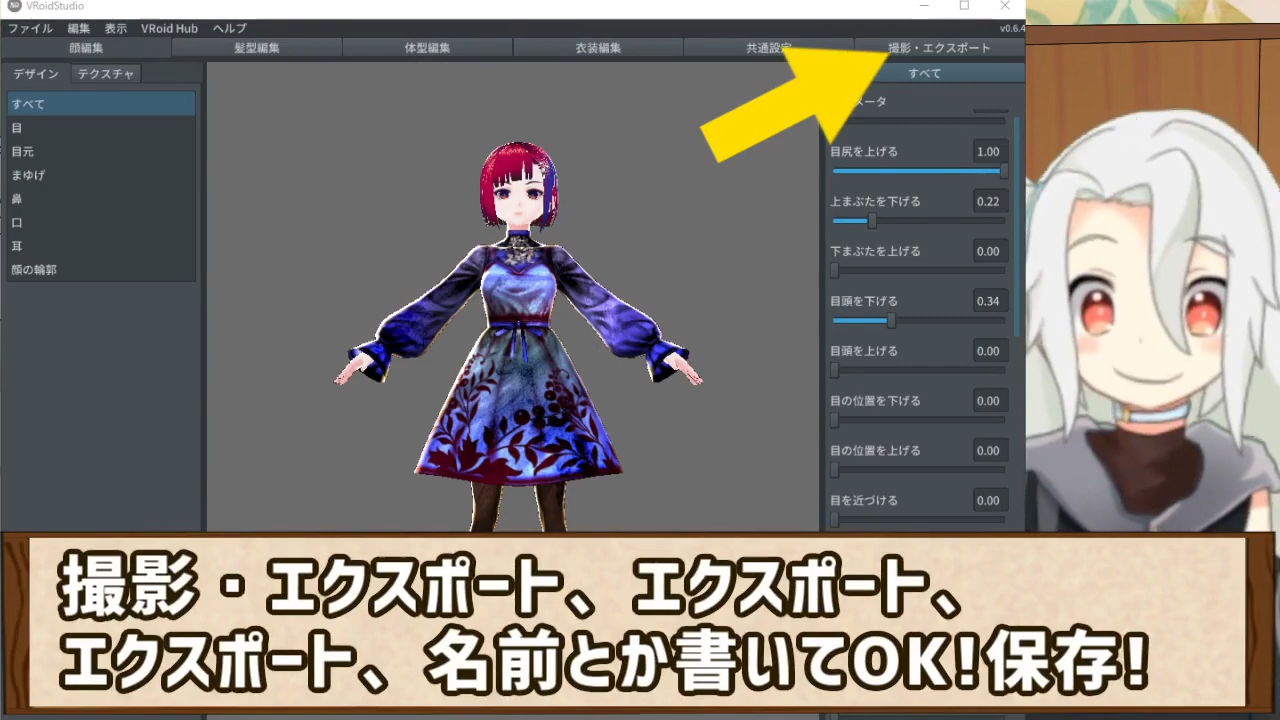 VRoidStudio
ファイル 編集 表示 VRoid Hub ヘルプ
v0.6.4
顔編集 髪型編集 体型編集 衣装編集 共通設定 撮影・エクスポート
デザイン テクスチャ
すべて
すべて
目
目元
まゆげ
鼻
口
耳
顔の輪郭
メータ
目尻を上げる 1.00
上まぶたを下げる 0.22
下まぶたを上げる 0.00
目頭を下げる 0.34
目頭を上げる 0.00
目の位置を下げる 0.00
目の位置を上げる 0.00
目を近づける 0.00
撮影・エクスポート、エクスポート、
エクスポート、名前とか書いてOK!保存!